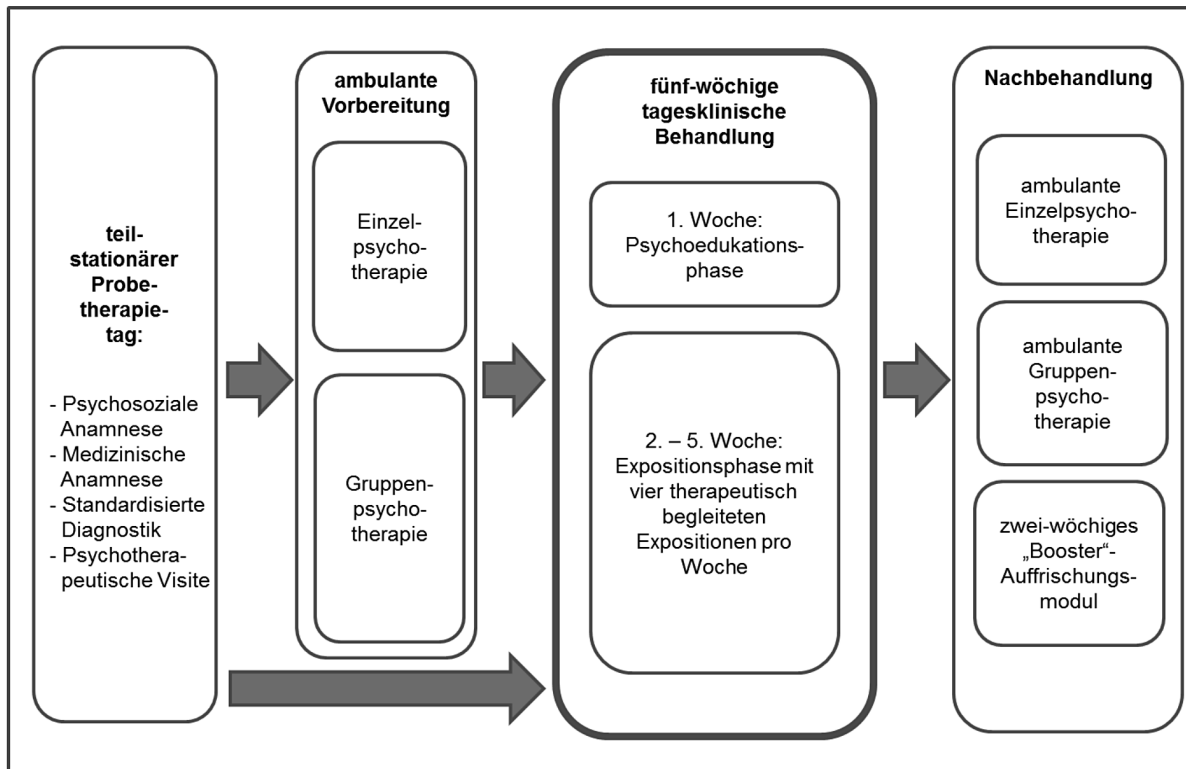 teil-
stationärer
Probe-
therapie-
tag:
- Psychosoziale
Anamnese
- Medizinische
Anamnese
- Standardisierte
Diagnostik
- Psychothera-
peutische Visite
ambulante
Vorbereitung
Einzel-
psycho-
therapie
Gruppen-
psycho-
therapie
fünf-wöchige
tagesklinische
Behandlung
1. Woche:
Psychoedukations-
phase
2. – 5. Woche:
Expositionsphase mit
vier therapeutisch
begleiteten
Expositionen pro
Woche
Nachbehandlung
ambulante
Einzelpsycho-
therapie
ambulante
Gruppen-
psycho-
therapie
zwei-wöchiges
„Booster“-
Auffrischungs-
modul